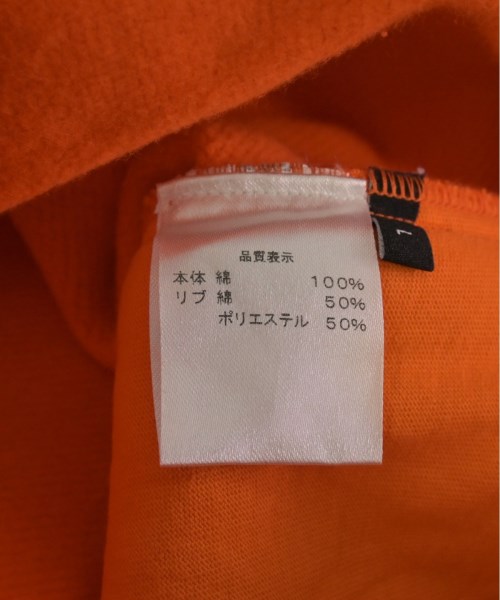 品質表示
本体 綿 100%
リブ 綿 50%
ポリエステル 50%
1